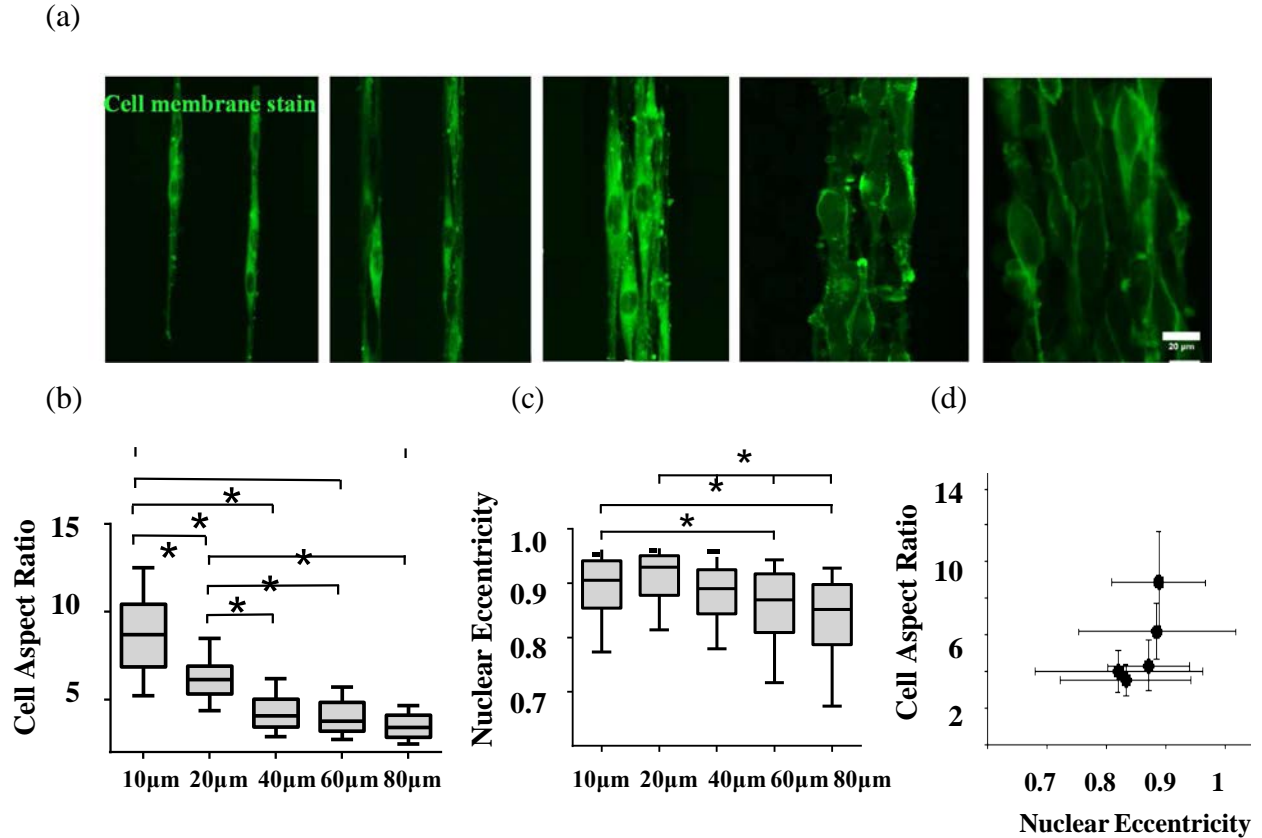 (a)
Cell membrane stain
20 µm
(b)
(c)
(d)
Cell Aspect Ratio
15
10
5
*
*
*
*
*
*
10µm 20µm 40µm 60µm 80µm
Nuclear Eccentricity
1.0
0.9
0.8
0.7
*
*
*
10µm 20µm 40µm 60µm 80µm
Cell Aspect Ratio
14
10
6
2
0.7 0.8 0.9 1
Nuclear Eccentricity